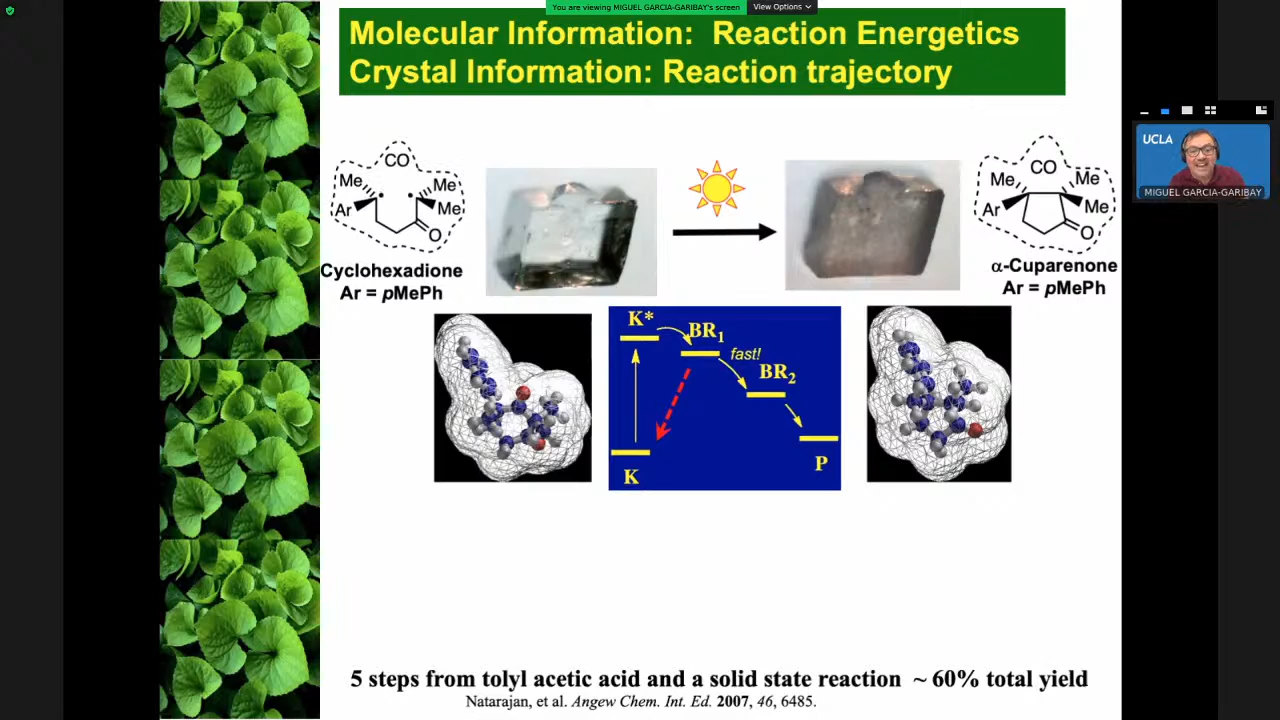 You are viewing MIGUEL GARCIA-GARIBAY's screen
View Options
Molecular Information: Reaction Energetics
Crystal Information: Reaction trajectory
UCLA
MIGUEL GARCIA-GARIBAY
CO
Me
Me
Ar
Me
O
Cyclohexadione
Ar = pMePh
CO
Me
Me
Ar
Me
O
α-Cuparenone
Ar = pMePh
K*
BR₁
fast!
BR₂
K
P
5 steps from tolyl acetic acid and a solid state reaction ~ 60% total yield
Natarajan, et al. Angew Chem. Int. Ed. 2007, 46, 6485.